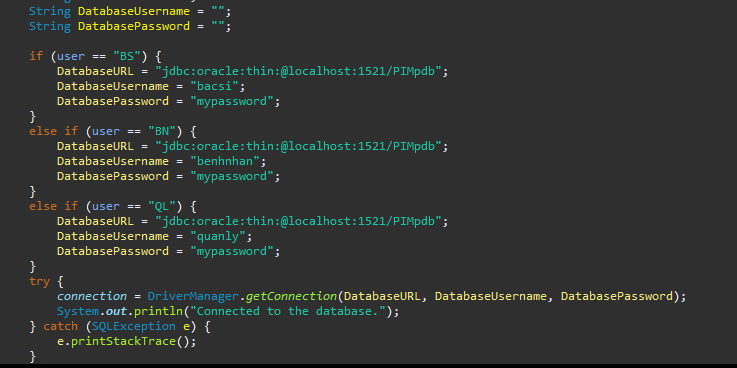 String DatabaseUsername = "";
String DatabasePassword = "";
if (user == "BS") {
DatabaseURL = "jdbc:oracle:thin:@localhost:1521/PIMpdb";
DatabaseUsername = "bacsi";
DatabasePassword = "mypassword";
}
else if (user == "BN") {
DatabaseURL = "jdbc:oracle:thin:@localhost:1521/PIMpdb";
DatabaseUsername = "benhnhan";
DatabasePassword = "mypassword";
}
else if (user == "QL") {
DatabaseURL = "jdbc:oracle:thin:@localhost:1521/PIMpdb";
DatabaseUsername = "quanly";
DatabasePassword = "mypassword";
}
try {
connection = DriverManager.getConnection(DatabaseURL, DatabaseUsername, DatabasePassword);
System.out.println("Connected to the database.");
} catch (SQLException e) {
e.printStackTrace();
}